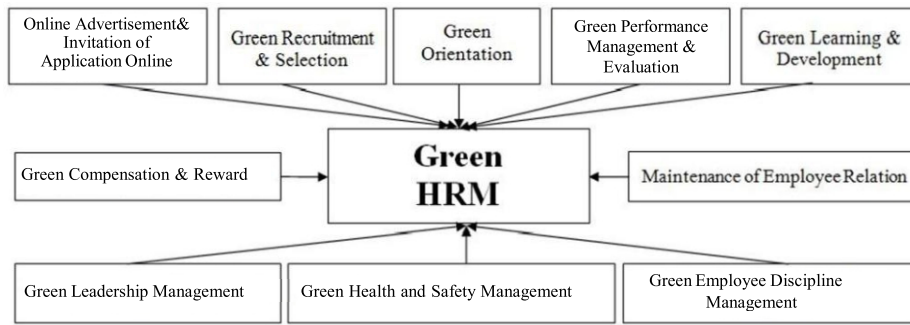 Online Advertisement&
Invitation of
Application Online
Green Recruitment
& Selection
Green
Orientation
Green Performance
Management &
Evaluation
Green Learning &
Development
Green Compensation & Reward
Green
HRM
Maintenance of Employee Relation
Green Leadership Management
Green Health and Safety Management
Green Employee Discipline
Management